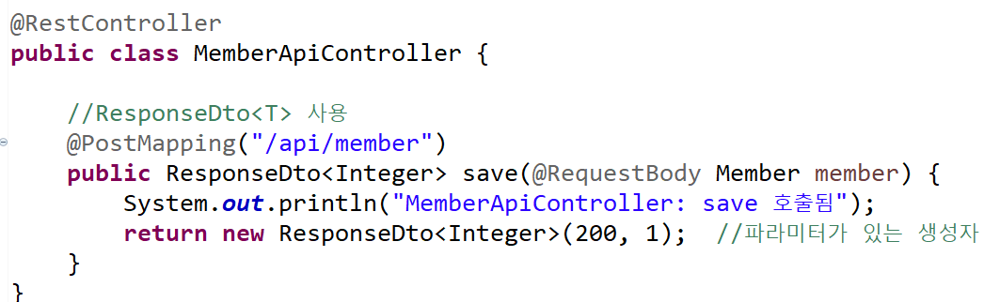 @RestController
public class MemberApiController {
//ResponseDto<T> 사용
@PostMapping("/api/member")
public ResponseDto<Integer> save(@RequestBody Member member) {
System.out.println("MemberApiController: save 호출됨");
return new ResponseDto<Integer>(200, 1);  //파라미터가 있는 생성자
}
}